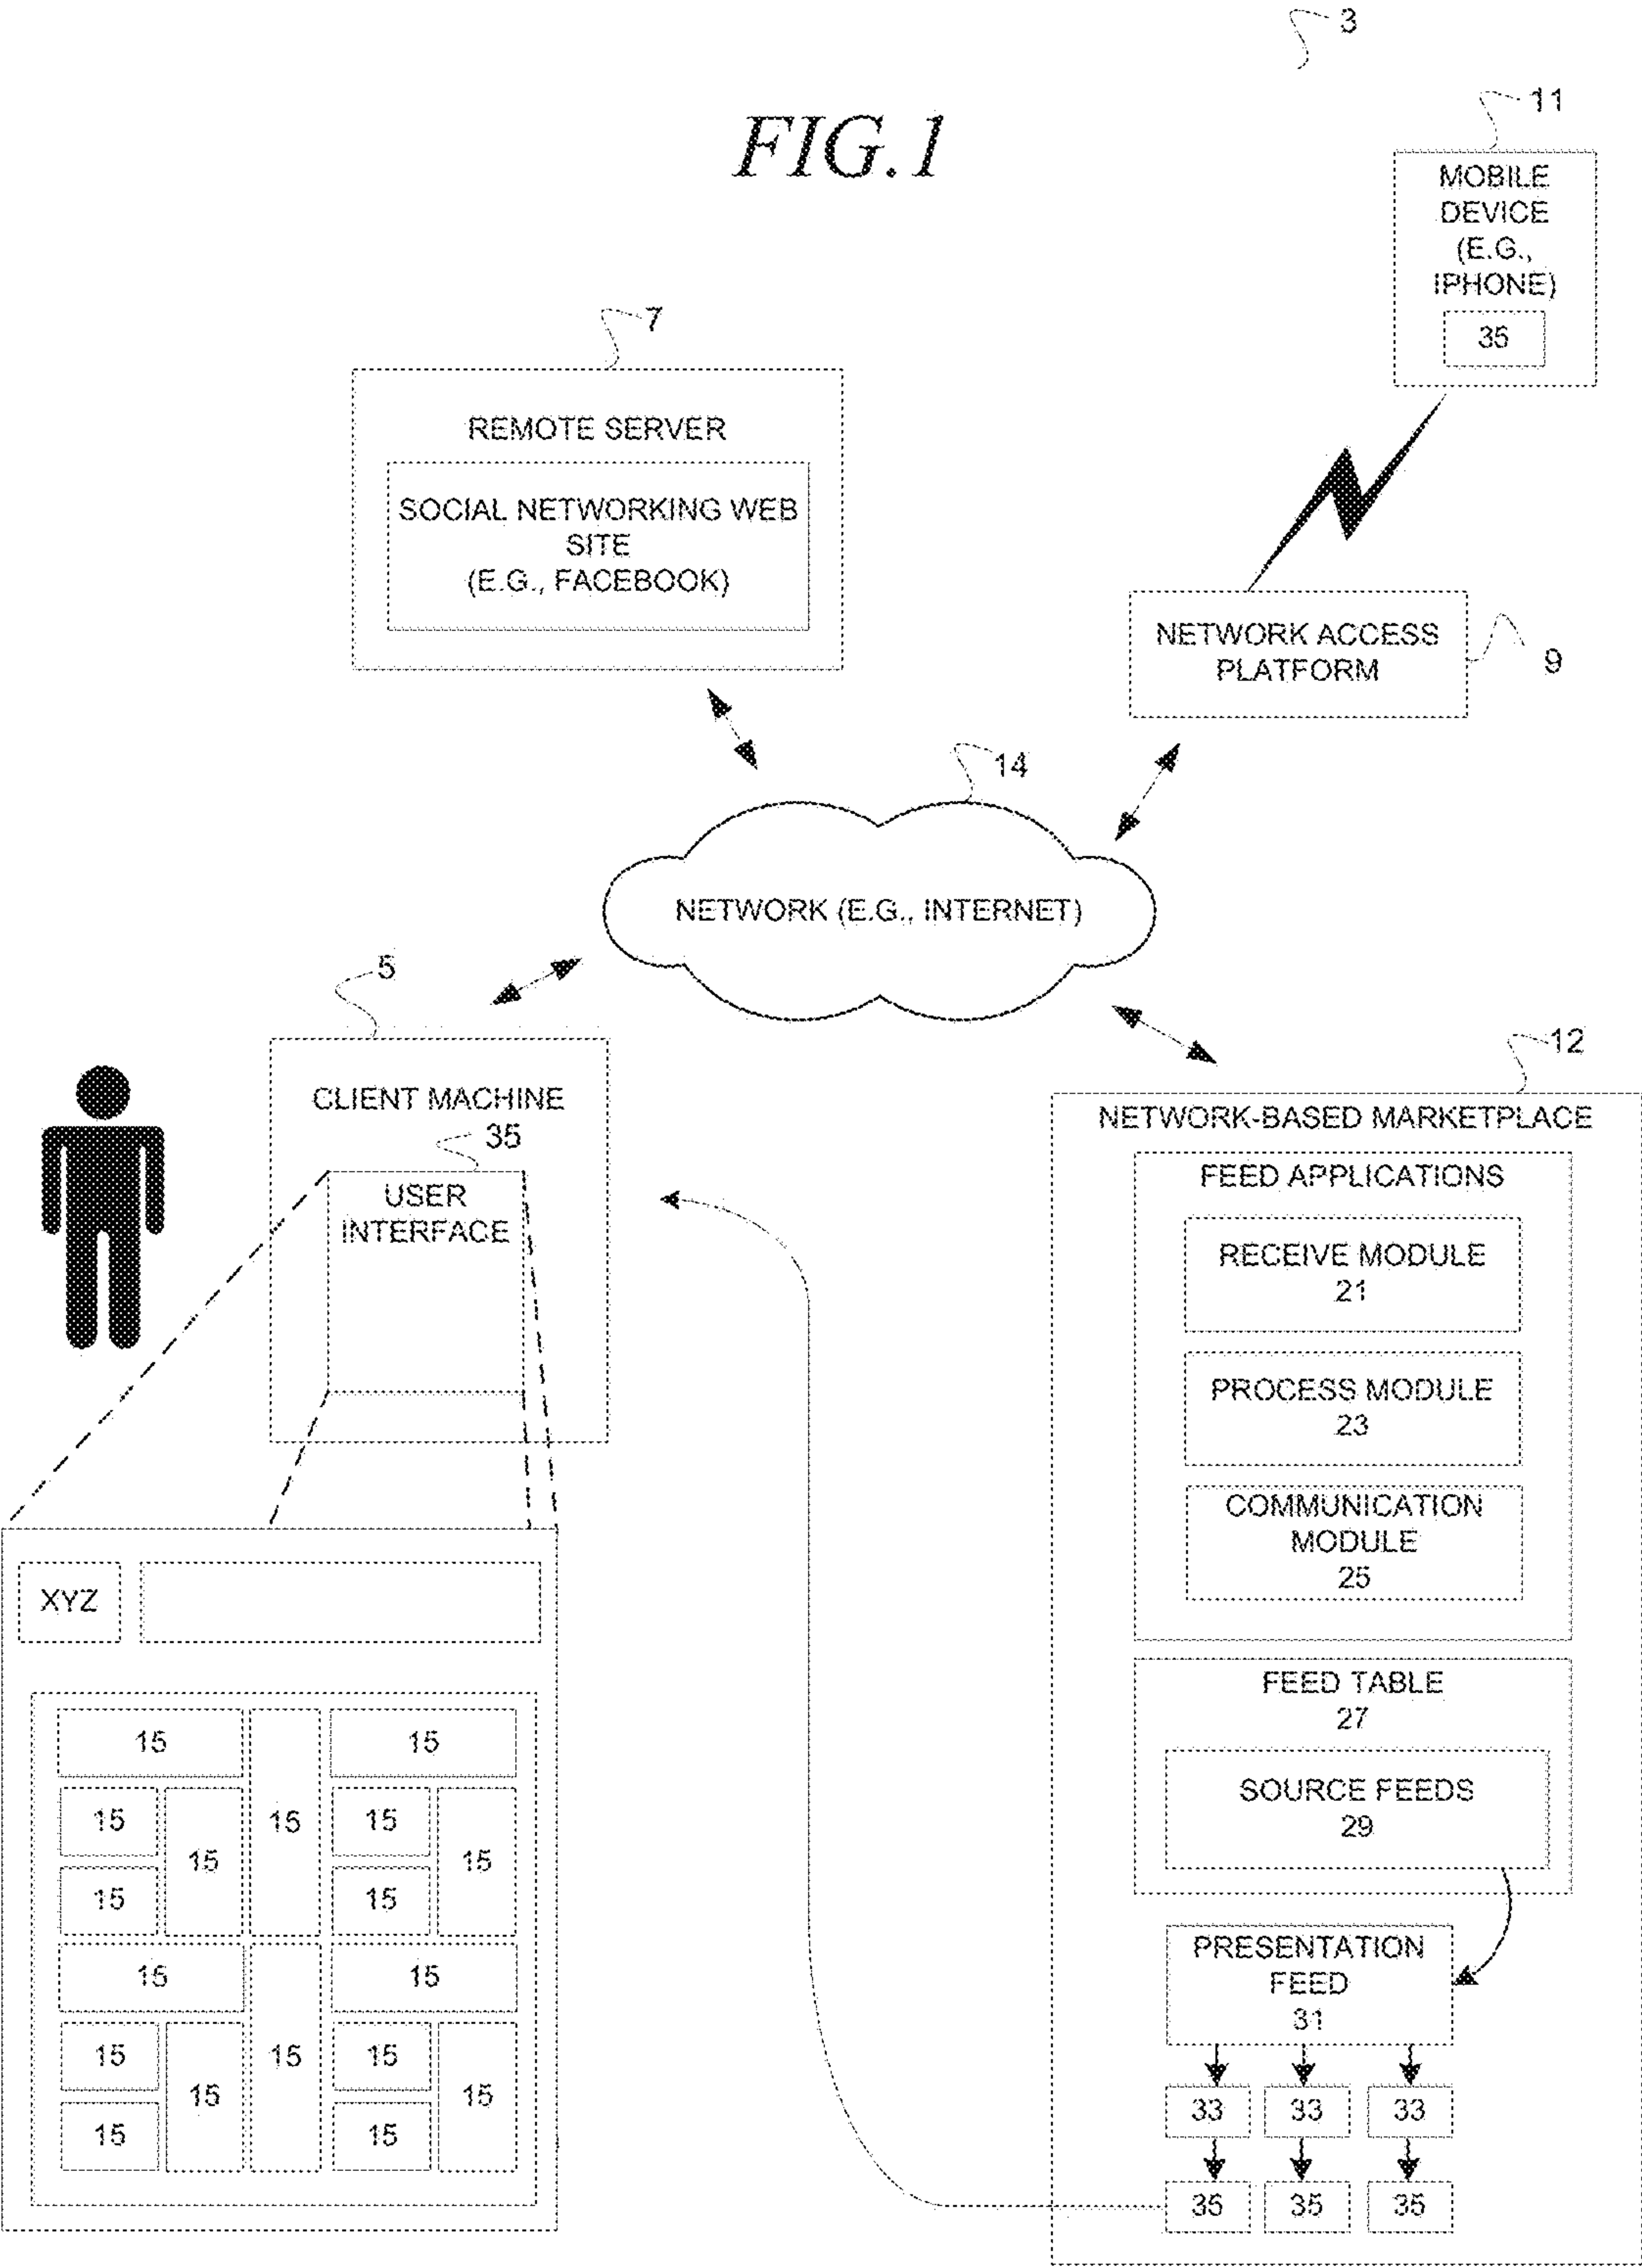 3
FIG.1
11
MOBILE
DEVICE
(E.G.,
IPHONE)
35
7
REMOTE SERVER
SOCIAL NETWORKING WEB
SITE
(E.G., FACEBOOK)
NETWORK ACCESS
PLATFORM
9
14
NETWORK (E.G., INTERNET)
5
CLIENT MACHINE
35
USER
INTERFACE
12
NETWORK-BASED MARKETPLACE
FEED APPLICATIONS
RECEIVE MODULE
21
PROCESS MODULE
23
COMMUNICATION
MODULE
25
FEED TABLE
27
SOURCE FEEDS
29
PRESENTATION
FEED
31
33 33 33
35 35 35
XYZ
15 15
15 15 15
15 15
15 15
15 15
15 15 15
15 15
15 15